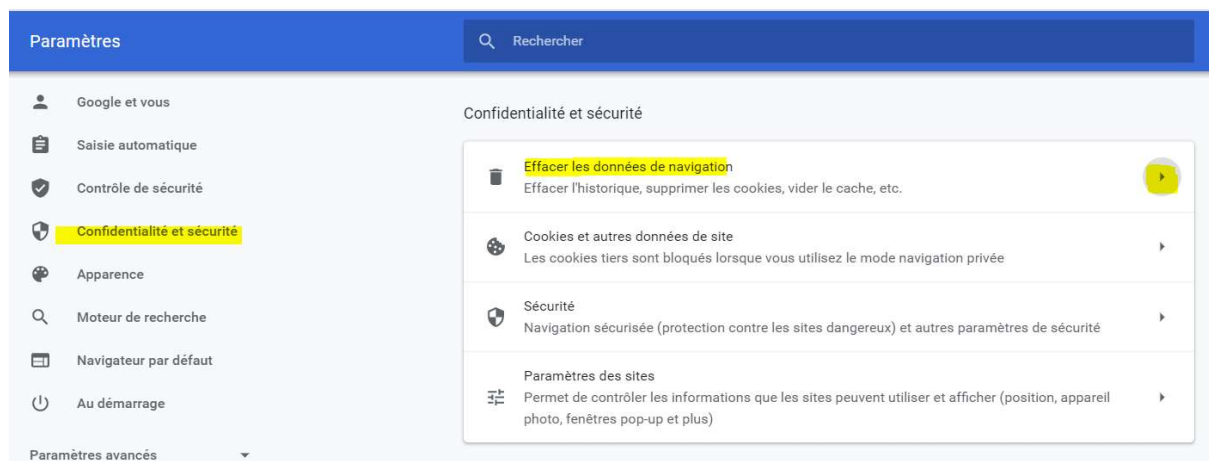 Paramètres
Rechercher
Google et vous
Saisie automatique
Contrôle de sécurité
Confidentialité et sécurité
Apparence
Moteur de recherche
Navigateur par défaut
Au démarrage
Paramètres avancés
Confidentialité et sécurité
Effacer les données de navigation
Effacer l'historique, supprimer les cookies, vider le cache, etc.
Cookies et autres données de site
Les cookies tiers sont bloqués lorsque vous utilisez le mode navigation privée
Sécurité
Navigation sécurisée (protection contre les sites dangereux) et autres paramètres de sécurité
Paramètres des sites
Permet de contrôler les informations que les sites peuvent utiliser et afficher (position, appareil
photo, fenêtres pop-up et plus)